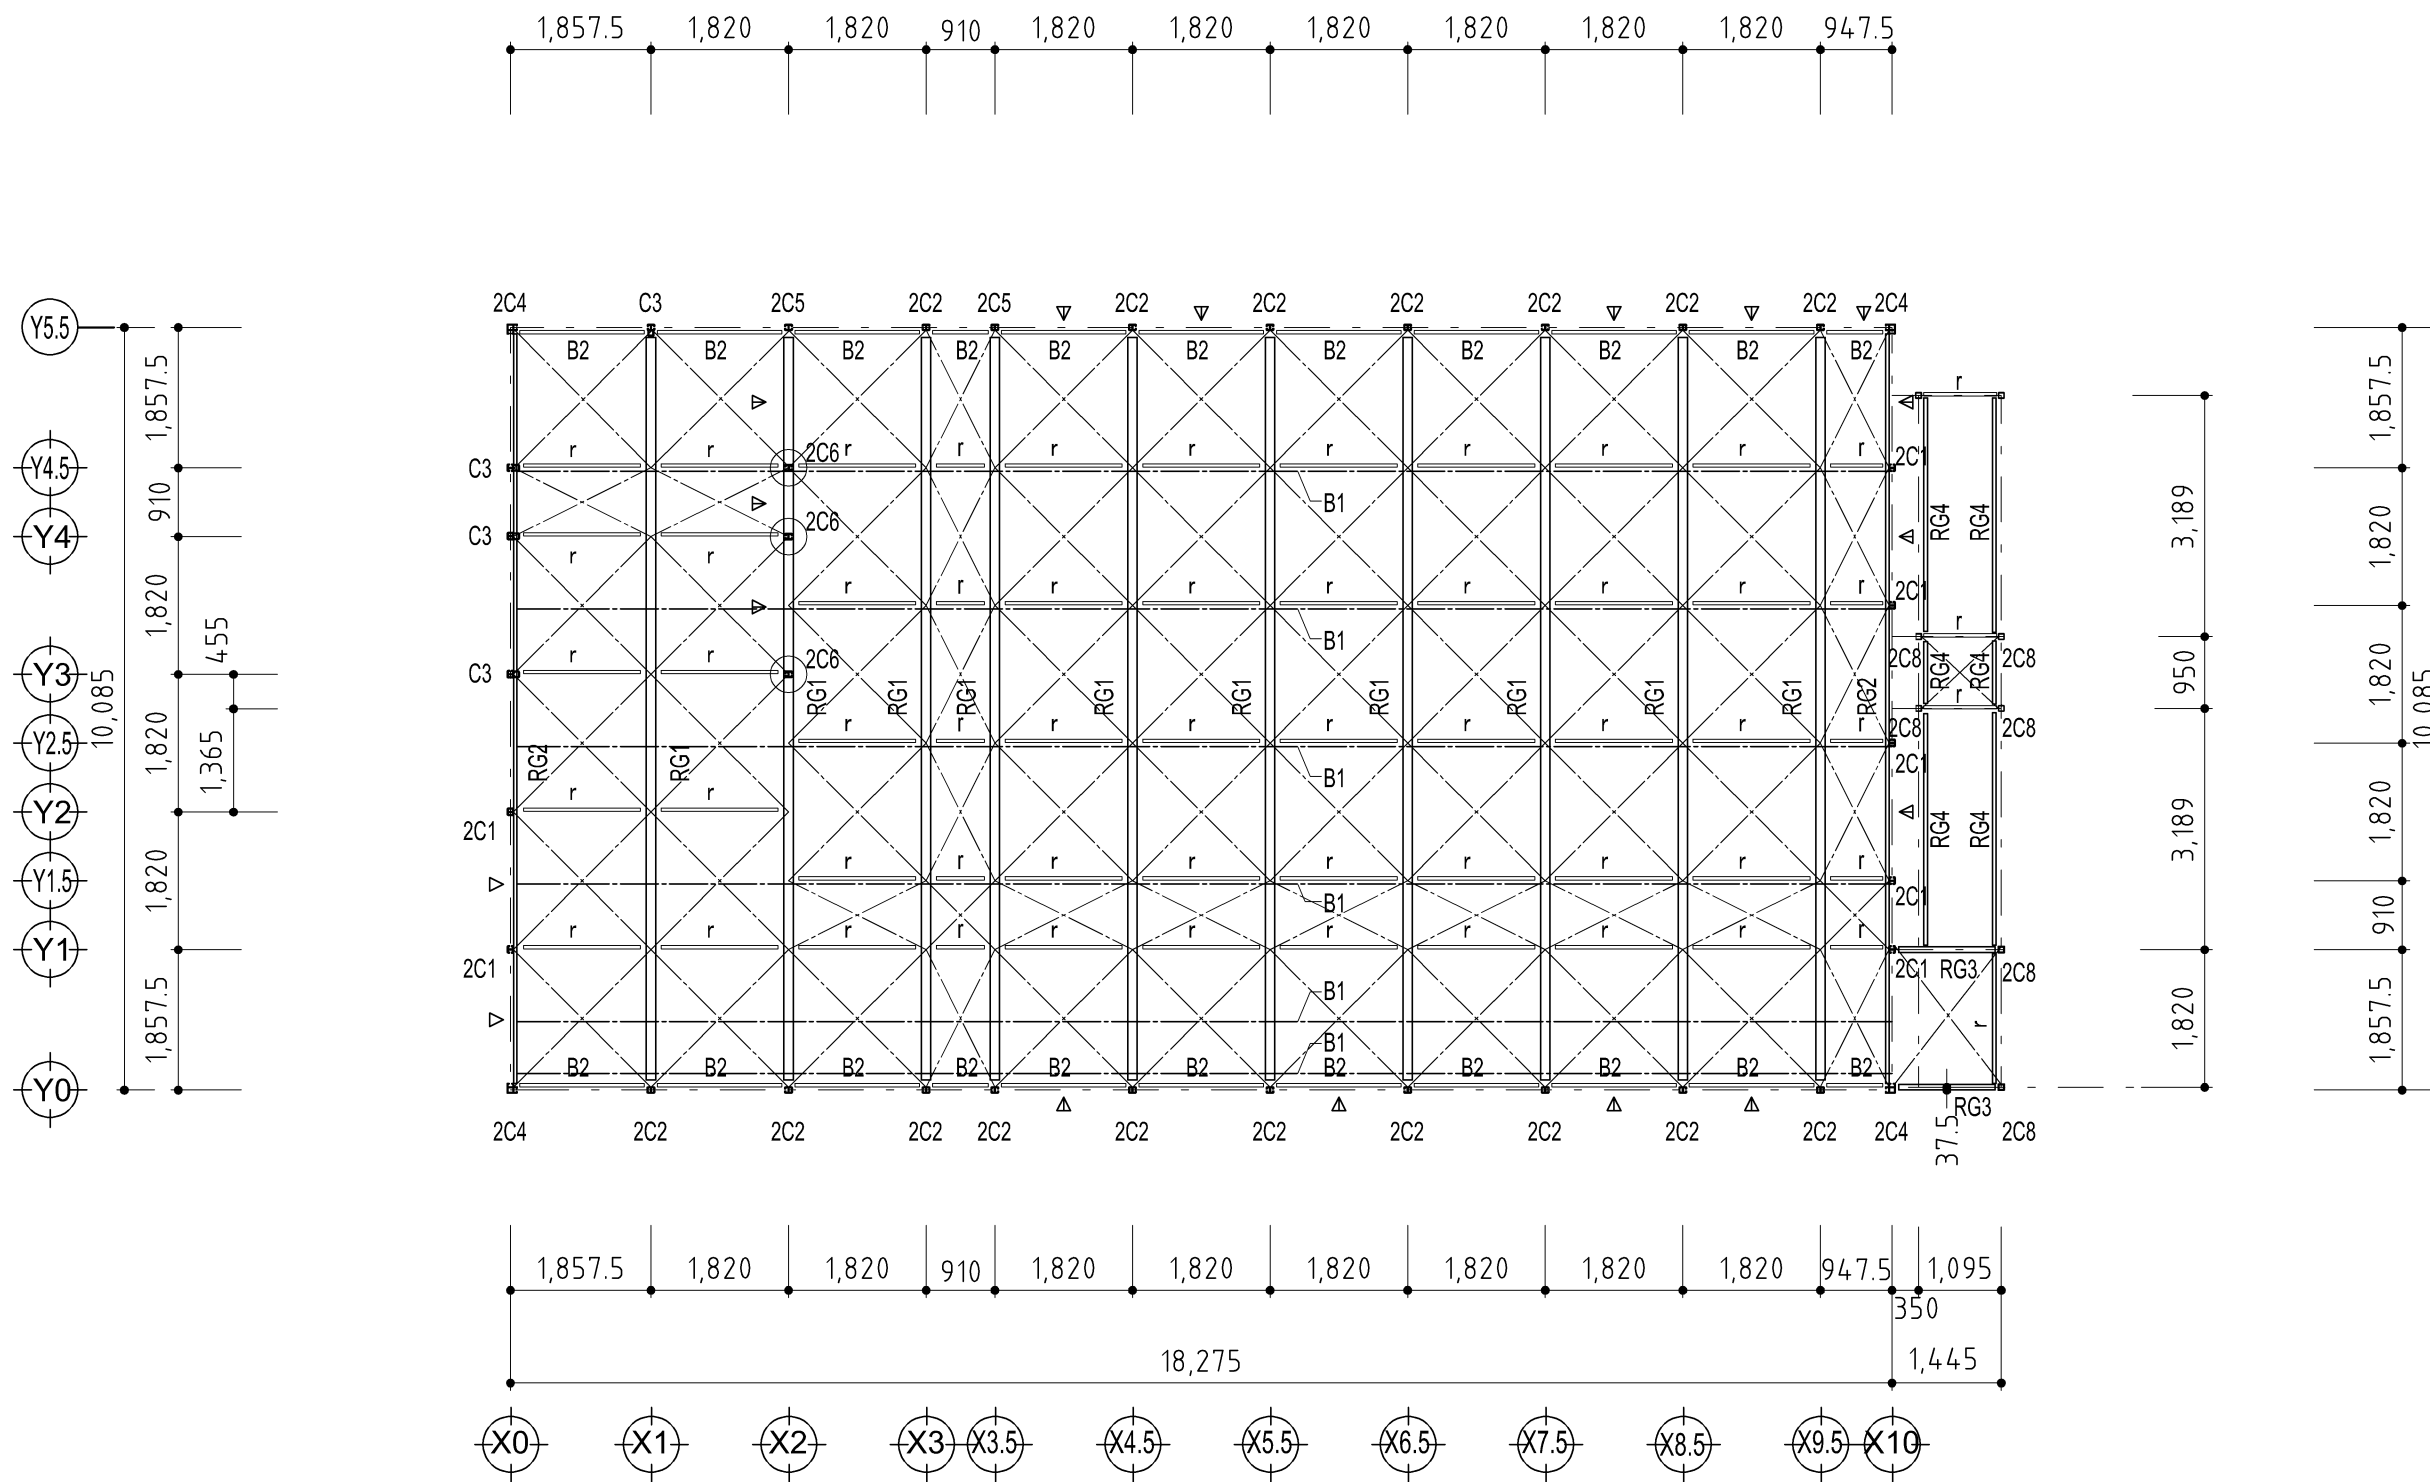 1,857.5 1,820 1,820 910 1,820 1,820 1,820 1,820 1,820 1,820 947.5
2C4 C3 2C5 2C2 2C5 2C2 2C2 2C2 2C2 2C2 2C2 2C4
Y5.5
B2 B2 B2 B2 B2 B2 B2 B2 B2 B2 B2
r
1,857.5 1,857.5
r r 2C6 r r r r r r r r r 2C1
Y4.5 C3
910 B1 RG4 RG4 3,189 1,820
Y4 C3 2C6
r r
1,820 r r r r r r r r r 2C1
455 B1 r
Y3 C3 r r 2C6 2C8 RG4 RG4 2C8 950 1,820
10,085 RG1 RG1 RG1 RG1 RG1 RG1 RG1 RG1 RG2 r 10,085
Y2.5 1,820 r r r r r r r r r 2C8 2C8
1,365 RG2 RG1 B1 2C1
Y2 r r 1,820
2C1 RG4 RG4 3,189
Y1.5 1,820 r r r r r r r r r 2C1
B1 910
Y1 r r r r r r r r r r r
2C1 2C1 RG3 2C8
1,857.5 B1 r 1,820 1,857.5
B1
B2 B2 B2 B2 B2 B2 B2 B2 B2 B2 B2
Y0
RG3
2C4 2C2 2C2 2C2 2C2 2C2 2C2 2C2 2C2 2C2 2C2 2C4 37.5 2C8
1,857.5 1,820 1,820 910 1,820 1,820 1,820 1,820 1,820 1,820 947.5 1,095
350
18,275 1,445
X0 X1 X2 X3 X3.5 X4.5 X5.5 X6.5 X7.5 X8.5 X9.5 X10